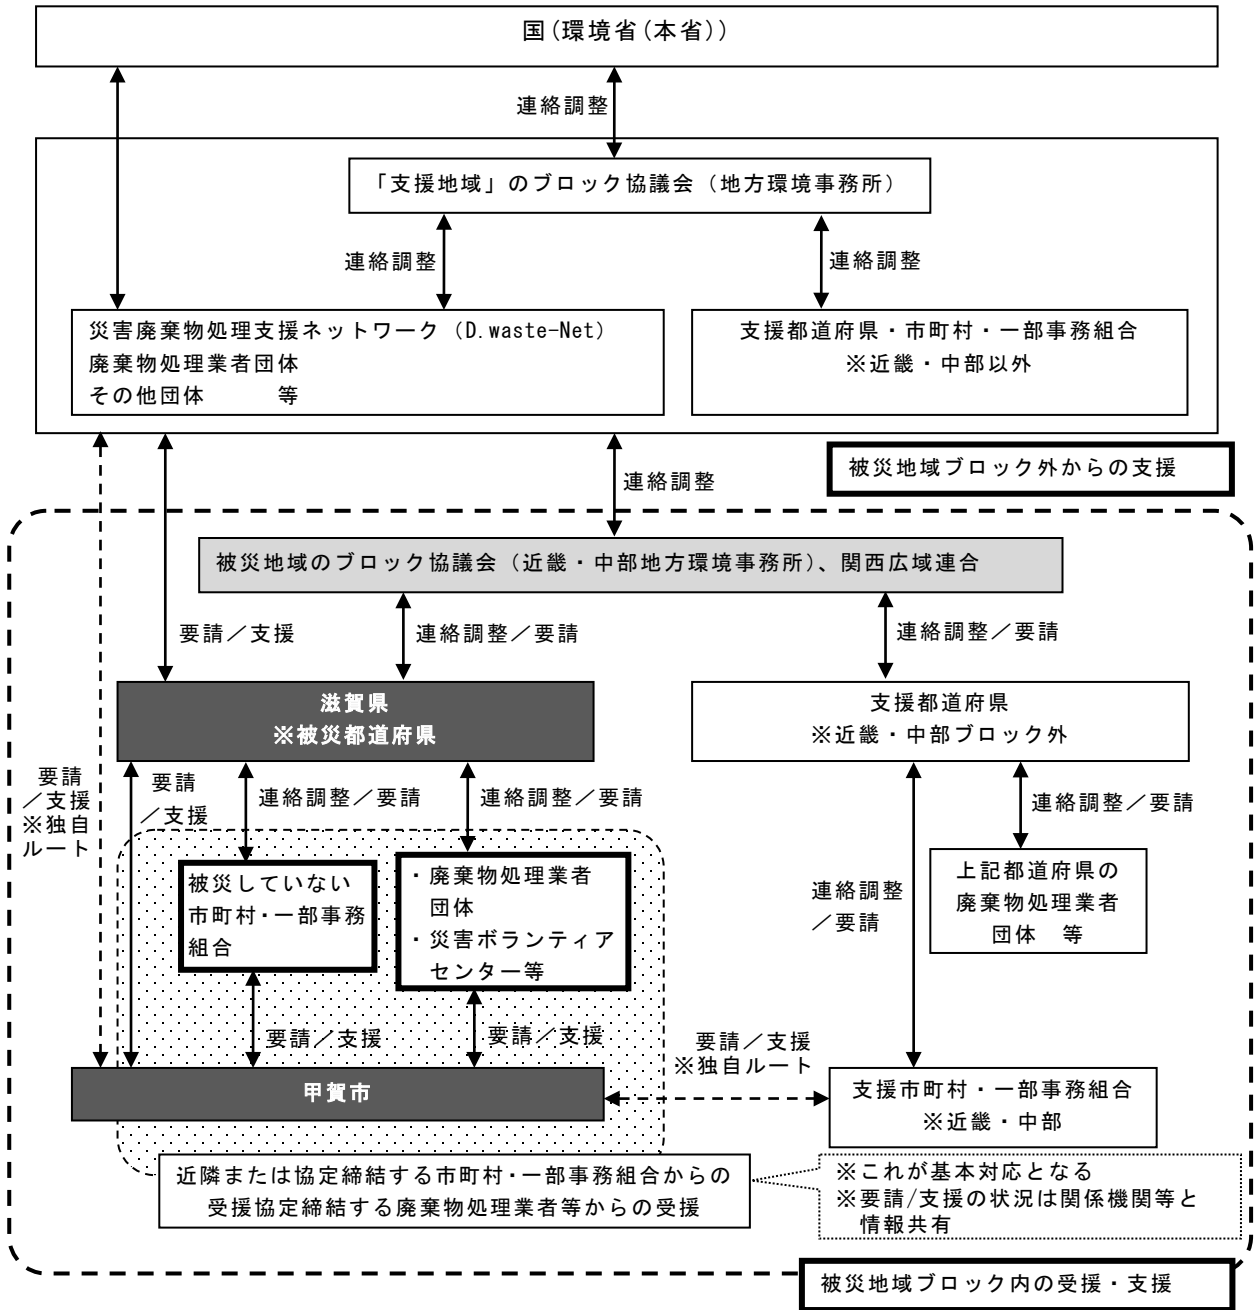 国(環境省(本省))
連絡調整
「支援地域」のブロック協議会（地方環境事務所）
連絡調整
連絡調整
災害廃棄物処理支援ネットワーク（D.waste-Net）
廃棄物処理業者団体
その他団体　　　等
支援都道府県・市町村・一部事務組合
※近畿・中部以外
被災地域ブロック外からの支援
連絡調整
被災地域のブロック協議会（近畿・中部地方環境事務所）、関西広域連合
要請／支援
連絡調整／要請
連絡調整／要請
滋賀県
※被災都道府県
支援都道府県
※近畿・中部ブロック外
要請
／支援
※独自
ルート
要請
／支援
連絡調整／要請
連絡調整／要請
連絡調整／要請
被災していない
市町村・一部事務
組合
・廃棄物処理業者
団体
・災害ボランティア
センター等
連絡調整
／要請
上記都道府県の
廃棄物処理業者
団体　等
要請／支援
要請／支援
要請／支援
※独自ルート
甲賀市
支援市町村・一部事務組合
※近畿・中部
近隣または協定締結する市町村・一部事務組合からの
受援協定締結する廃棄物処理業者等からの受援
※これが基本対応となる
※要請/支援の状況は関係機関等と
情報共有
被災地域ブロック内の受援・支援